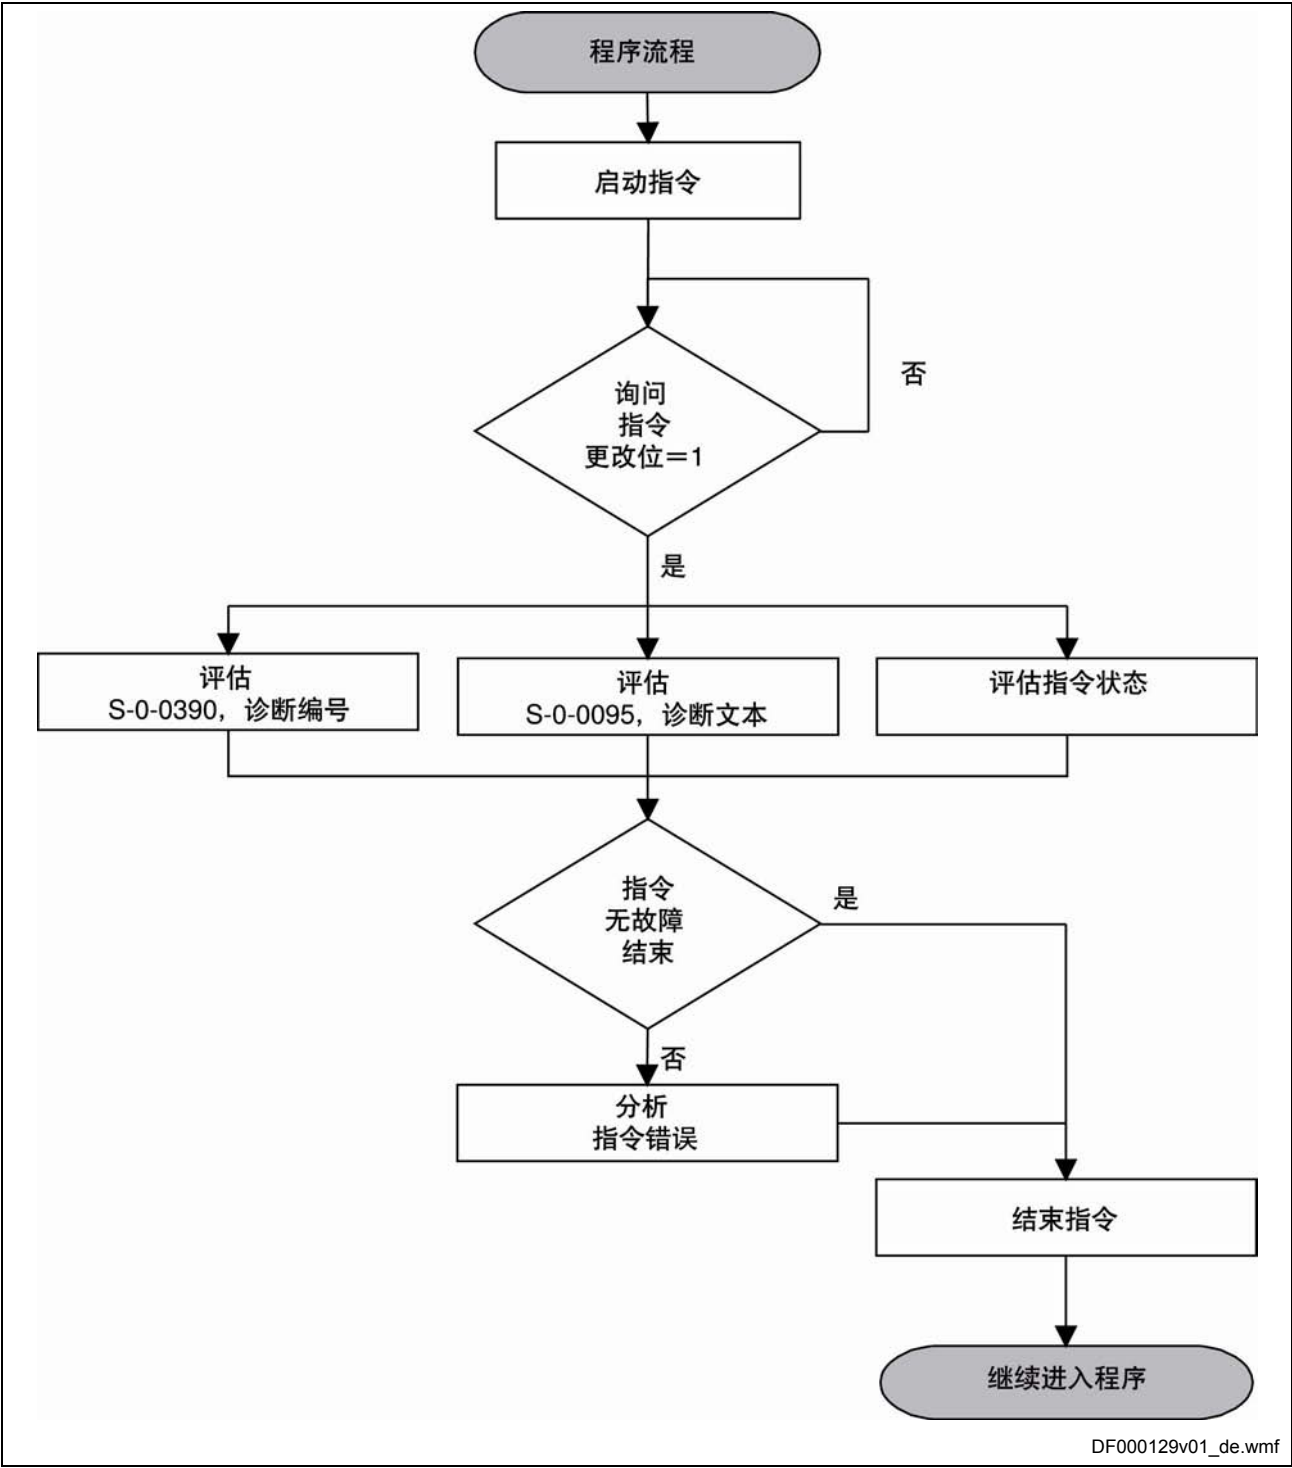 程序流程
启动指令
否
询问
指令
更改位＝1
是
评估
S-0-0390，诊断编号
评估
S-0-0095，诊断文本
评估指令状态
指令
无故障
结束
是
否
分析
指令错误
结束指令
继续进入程序
DF000129v01_de.wmf